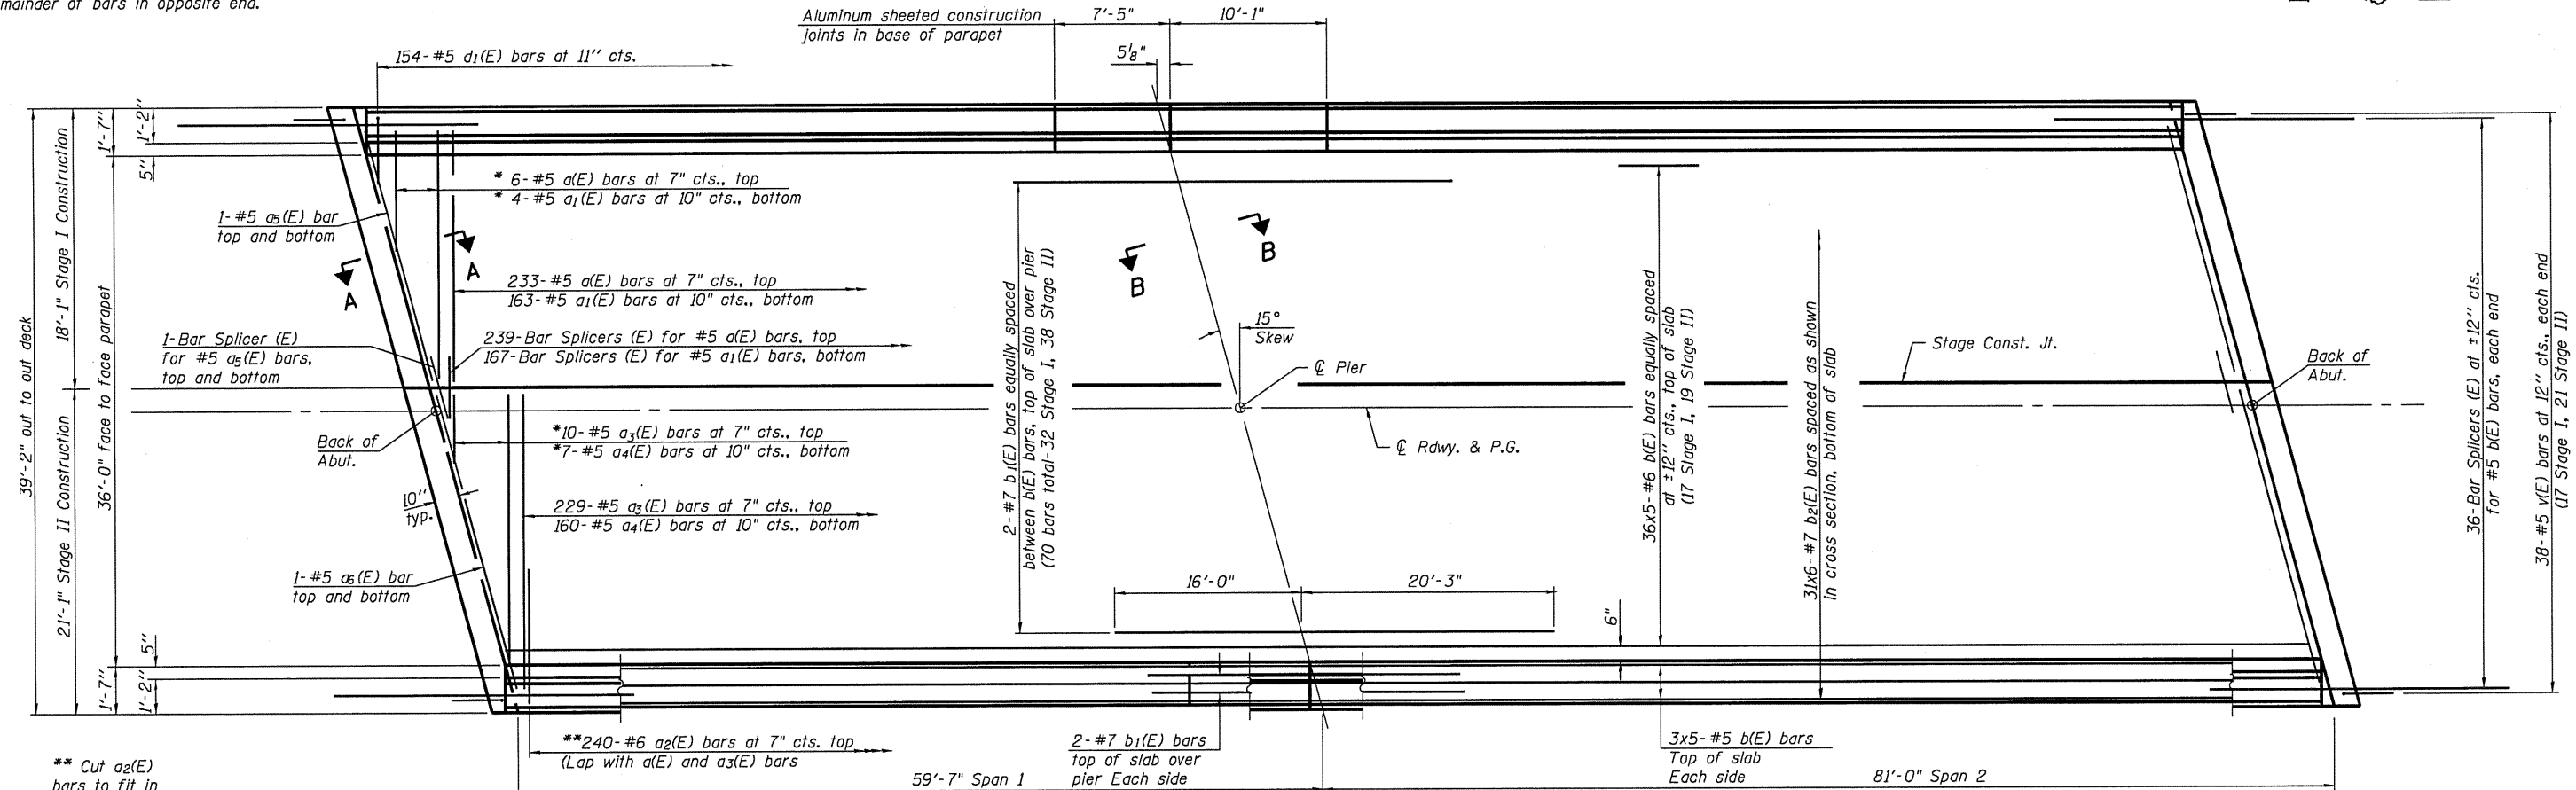 mainder of bars in opposite end.
Aluminum sheeted construction
joints in base of parapet
7'-5"
10'-1"
5⅛"
154-#5 d1(E) bars at 11" cts.
1'-7"
1'-2"
5"
39'-2" out to out deck
18'-1" Stage I Construction
21'-1" Stage II Construction
36'-0" face to face parapet
* 6-#5 a(E) bars at 7" cts., top
* 4-#5 a1(E) bars at 10" cts., bottom
1-#5 a5(E) bar
top and bottom
A
A
B
B
233-#5 a(E) bars at 7" cts., top
163-#5 a1(E) bars at 10" cts., bottom
1-Bar Splicer (E)
for #5 a5(E) bars,
top and bottom
239-Bar Splicers (E) for #5 a(E) bars, top
167-Bar Splicers (E) for #5 a1(E) bars, bottom
15°
Skew
℄ Pier
Stage Const. Jt.
Back of
Abut.
Back of
Abut.
*10-#5 a3(E) bars at 7" cts., top
*7-#5 a4(E) bars at 10" cts., bottom
℄ Rdwy. & P.G.
10"
typ.
229-#5 a3(E) bars at 7" cts., top
160-#5 a4(E) bars at 10" cts., bottom
2-#7 b1(E) bars equally spaced
between b(E) bars, top of slab over pier
(70 bars total-32 Stage I, 38 Stage II)
36x5-#6 b(E) bars equally spaced
at ±12" cts., top of slab
(17 Stage I, 19 Stage II)
31x6-#7 b2(E) bars spaced as shown
in cross section, bottom of slab
36-Bar Splicers (E) at ±12" cts.
for #5 b(E) bars, each end
38-#5 v(E) bars at 12" cts., each end
(17 Stage I, 21 Stage II)
1-#5 a6(E) bar
top and bottom
16'-0"
20'-3"
6"
5"
1'-7"
1'-2"
**240-#6 a2(E) bars at 7" cts. top
(Lap with a(E) and a3(E) bars
2-#7 b1(E) bars
top of slab over
pier Each side
3x5-#5 b(E) bars
Top of slab
Each side
59'-7" Span 1
81'-0" Span 2
** Cut a2(E)
bars to fit in